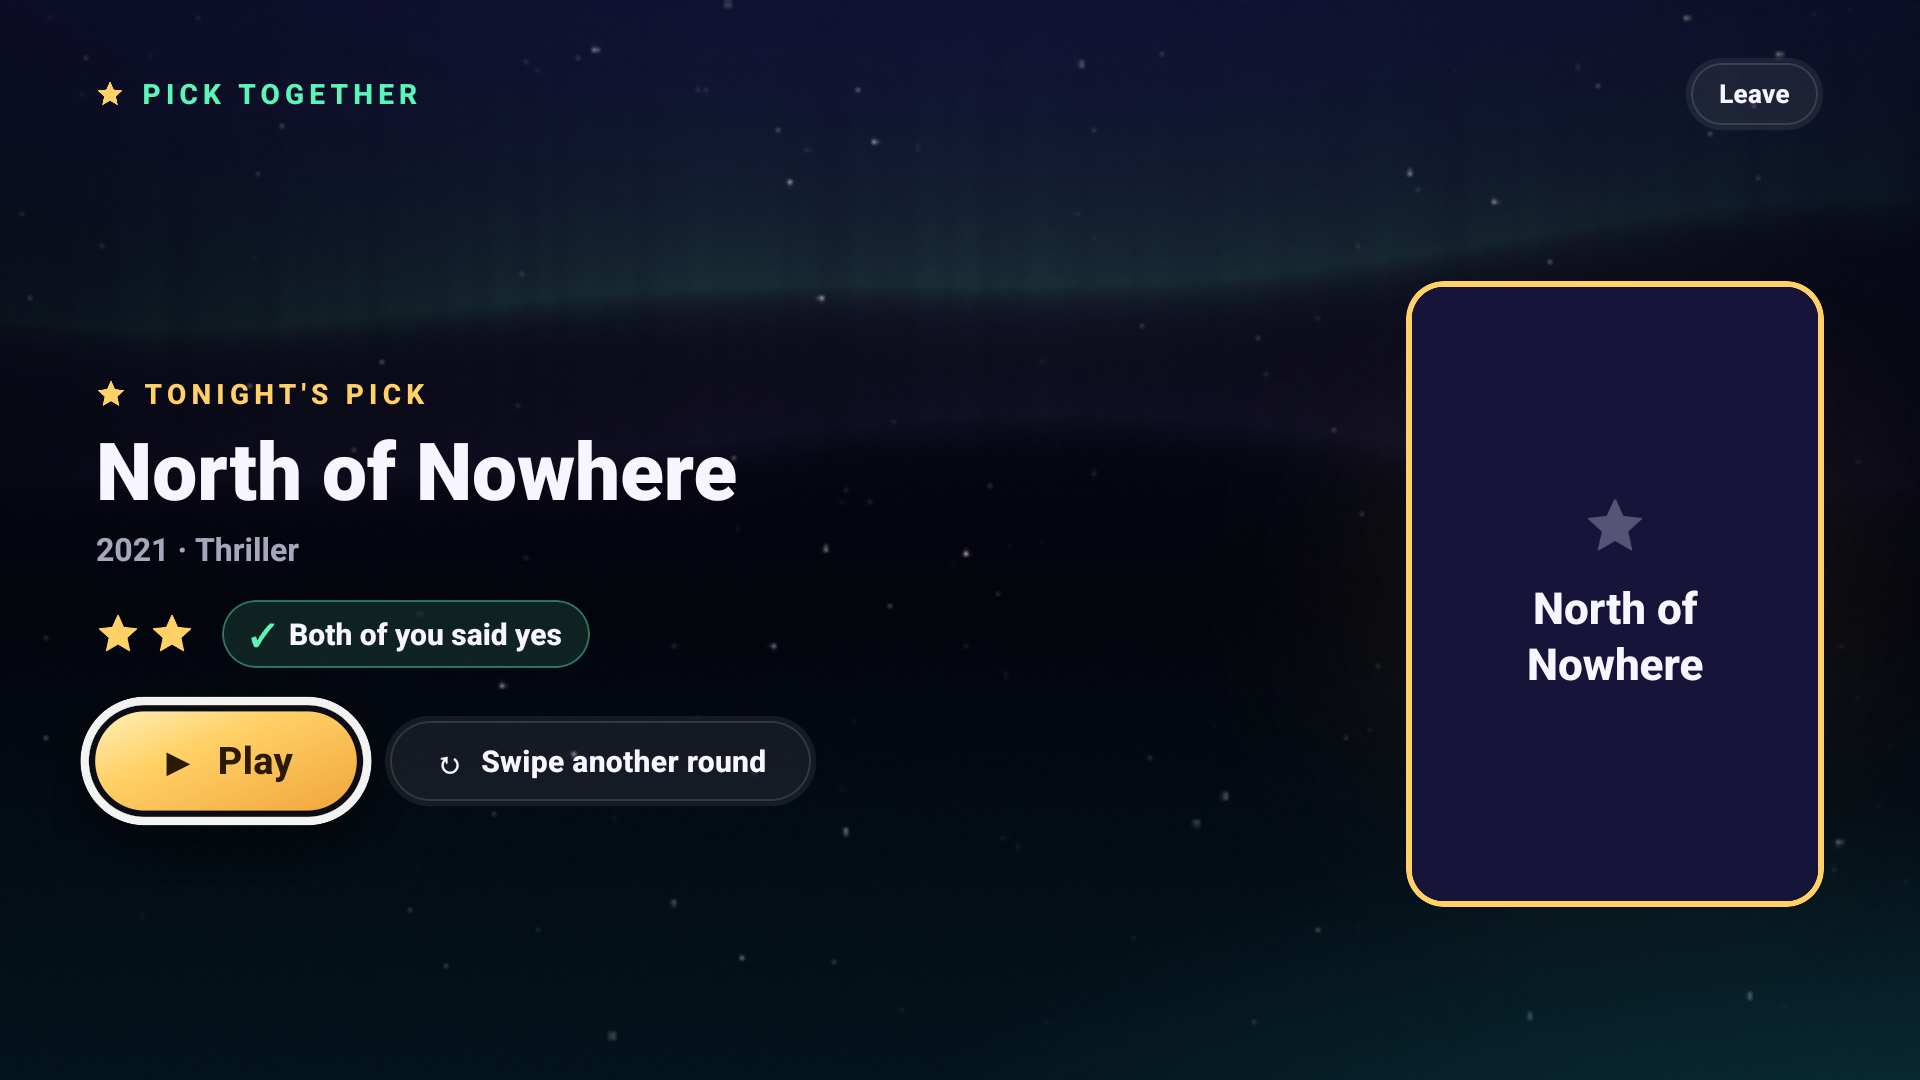 PICK TOGETHER
Leave
TONIGHT'S PICK
North of Nowhere
2021 · Thriller
✓ Both of you said yes
▶ Play
↻ Swipe another round
North of
Nowhere